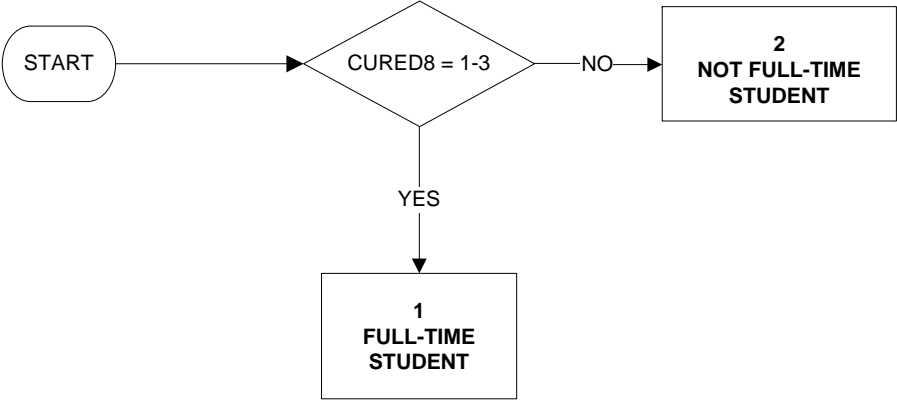 START
CURED8 = 1-3
NO
2
NOT FULL-TIME
STUDENT
YES
1
FULL-TIME
STUDENT